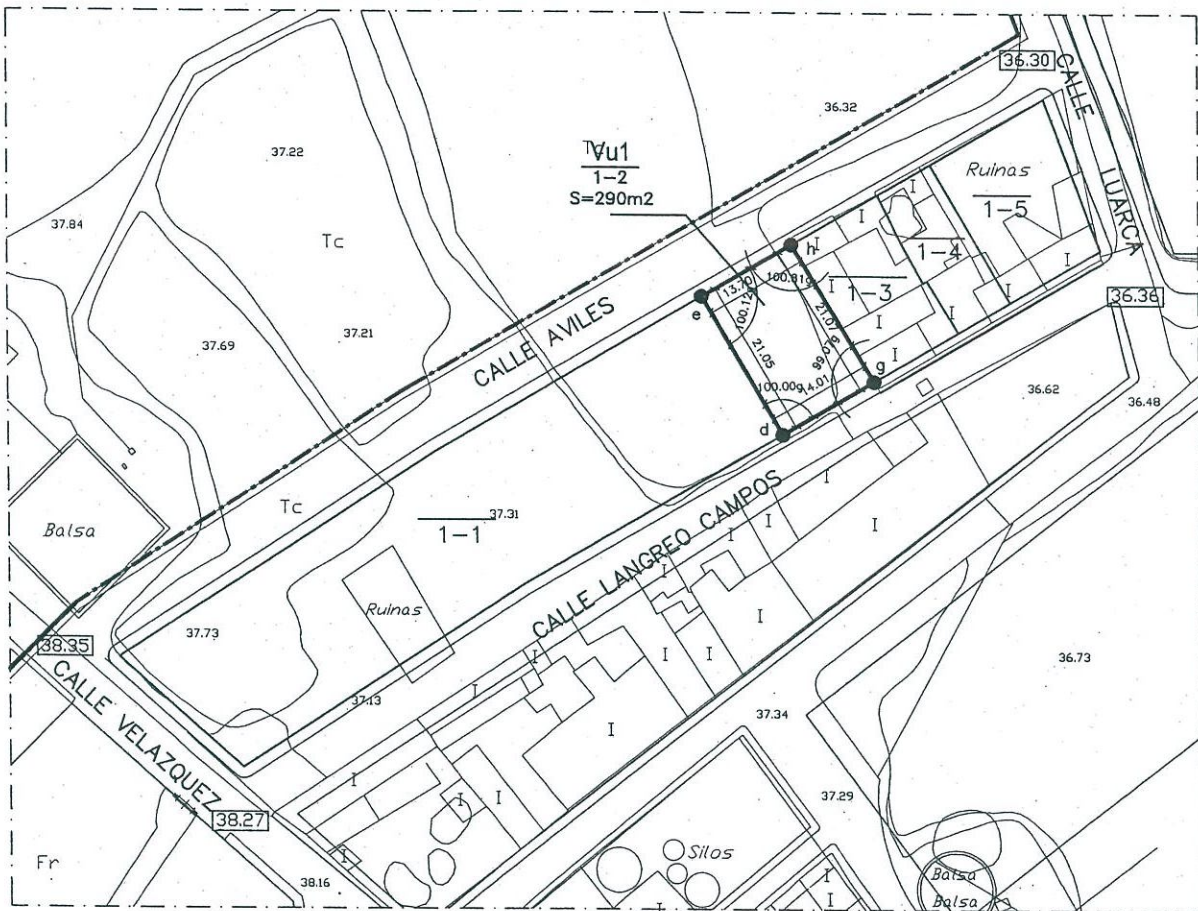 36.30
CALLE LUARCA
36.32
37.22
Vu1
1-2
S=290m2
Ruinas
1-5
37.84
Tc
I
I
1-4
h
I
I
100.81g
1-3
I
36.36
13.70
e
100.12
21.07
37.21
CALLE AVILES
37.69
21.05
99.07g
I
I
I
g
36.62
100.00g
14.01
36.48
d
I
Tc
37.31
1-1
Balsa
CALLE LANGREO CAMPOS
I
I
I
I
Ruinas
I
37.73
38.35
I
I
I
36.73
CALLE VELAZQUEZ
37.13
I
37.34
I
I
38.27
I
I
37.29
Fr
I
Silos
38.16
I
Balsa
I
I
Balsa